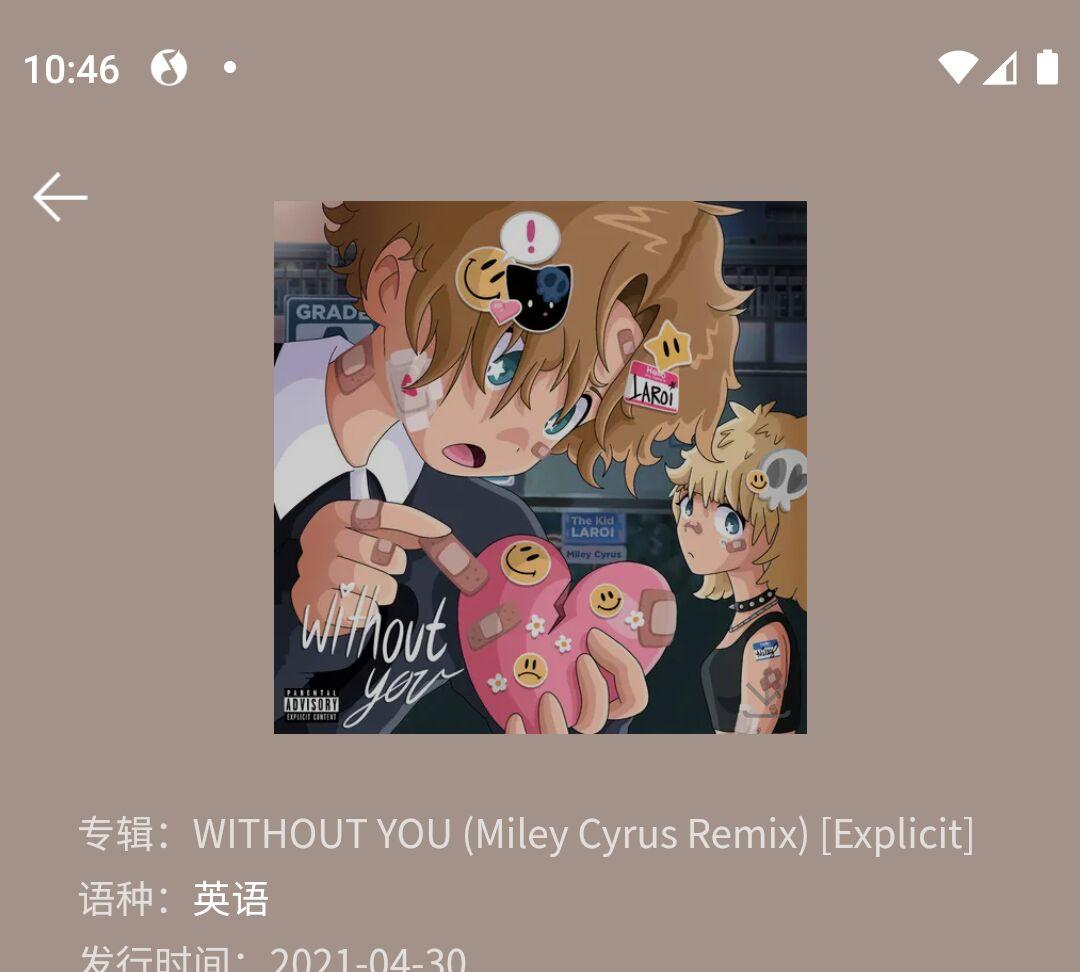 10:46
!
GRADE
Hello
LAROI
The Kid
LAROI
Miley Cyrus
without
you
PARENTAL
ADVISORY
EXPLICIT CONTENT
专辑：WITHOUT YOU (Miley Cyrus Remix) [Explicit]
语种：英语
发行时间：2021-04-30